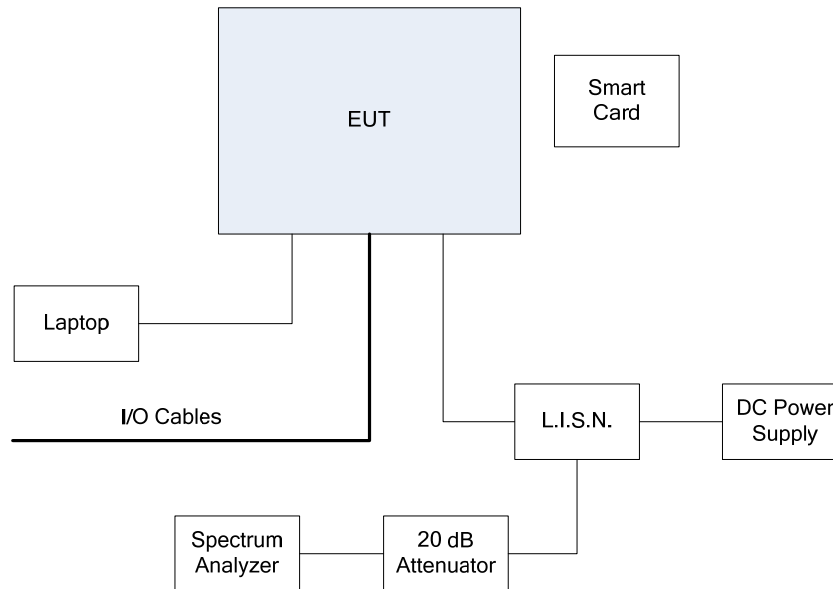 EUT
Smart
Card
Laptop
I/O Cables
L.I.S.N.
DC Power
Supply
Spectrum
Analyzer
20 dB
Attenuator